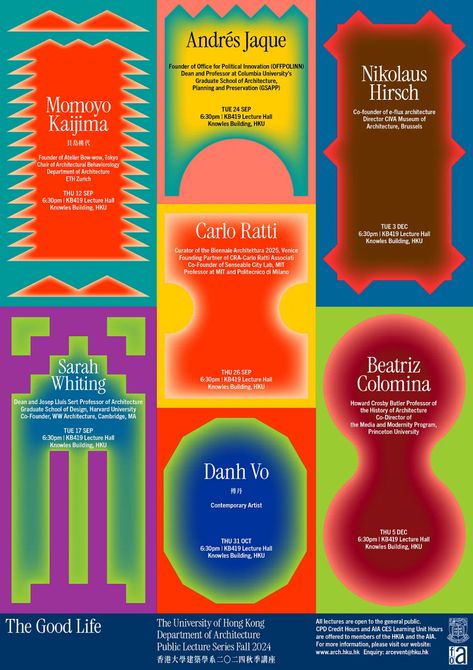 Momoyo
Kaijima
貝島桃代
Founder of Atelier Bow-wow, Tokyo
Chair of Architectural Behaviorology
Department of Architecture
ETH Zurich
THU 12 SEP
6:30pm | KB419 Lecture Hall
Knowles Building, HKU
Andrés Jaque
Founder of Office for Political Innovation (OFFPOLINN)
Dean and Professor at Columbia University's
Graduate School of Architecture,
Planning and Preservation (GSAPP)
TUE 24 SEP
6:30pm | KB419 Lecture Hall
Knowles Building, HKU
Nikolaus
Hirsch
Co-founder of e-flux architecture
Director CIVA Museum of
Architecture, Brussels
TUE 3 DEC
6:30pm | KB419 Lecture Hall
Knowles Building, HKU
Carlo Ratti
Curator of the Biennale Architettura 2025, Venice
Founding Partner of CRA-Carlo Ratti Associati
Co-Founder of Senseable City Lab, MIT
Professor at MIT and Politecnico di Milano
THU 26 SEP
6:30pm | KB419 Lecture Hall
Knowles Building, HKU
Sarah
Whiting
Dean and Josep Lluis Sert Professor of Architecture
Graduate School of Design, Harvard University
Co-Founder, WW Architecture, Cambridge, MA
TUE 17 SEP
6:30pm | KB419 Lecture Hall
Knowles Building, HKU
Beatriz
Colomina
Howard Crosby Butler Professor of
the History of Architecture
Co-Director of
the Media and Modernity Program,
Princeton University
THU 5 DEC
6:30pm | KB419 Lecture Hall
Knowles Building, HKU
Danh Vo
傅丹
Contemporary Artist
THU 31 OCT
6:30pm | KB419 Lecture Hall
Knowles Building, HKU
The Good Life
The University of Hong Kong
Department of Architecture
Public Lecture Series Fall 2024
香港大學建築學系二〇二四秋季講座
All lectures are open to the general public.
CPD Credit Hours and AIA CES Learning Unit Hours
are offered to members of the HKIA and the AIA.
For more information, please visit our website:
www.arch.hku.hk Enquiry: arcevent@hku.hk